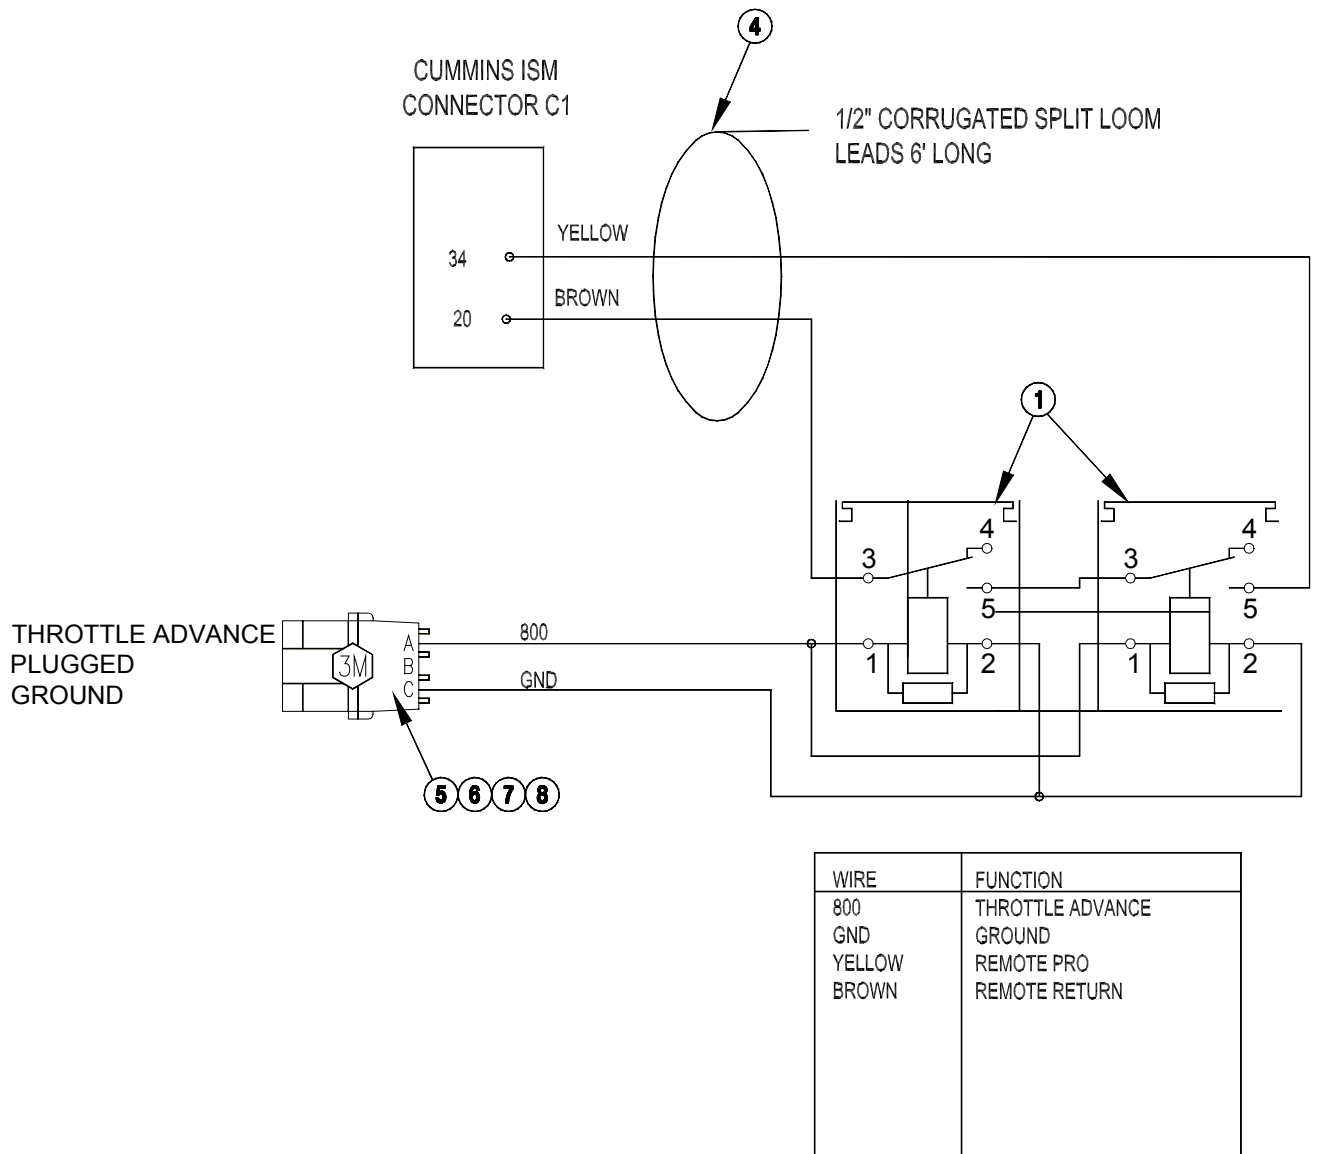 4
CUMMINS ISM
CONNECTOR C1
1/2" CORRUGATED SPLIT LOOM
LEADS 6' LONG
YELLOW
34
BROWN
20
1
4
4
3
3
5
5
THROTTLE ADVANCE
PLUGGED
GROUND
3M
A
B
C
800
GND
1
2
1
2
5 6 7 8
WIRE FUNCTION
800 THROTTLE ADVANCE
GND GROUND
YELLOW REMOTE PRO
BROWN REMOTE RETURN